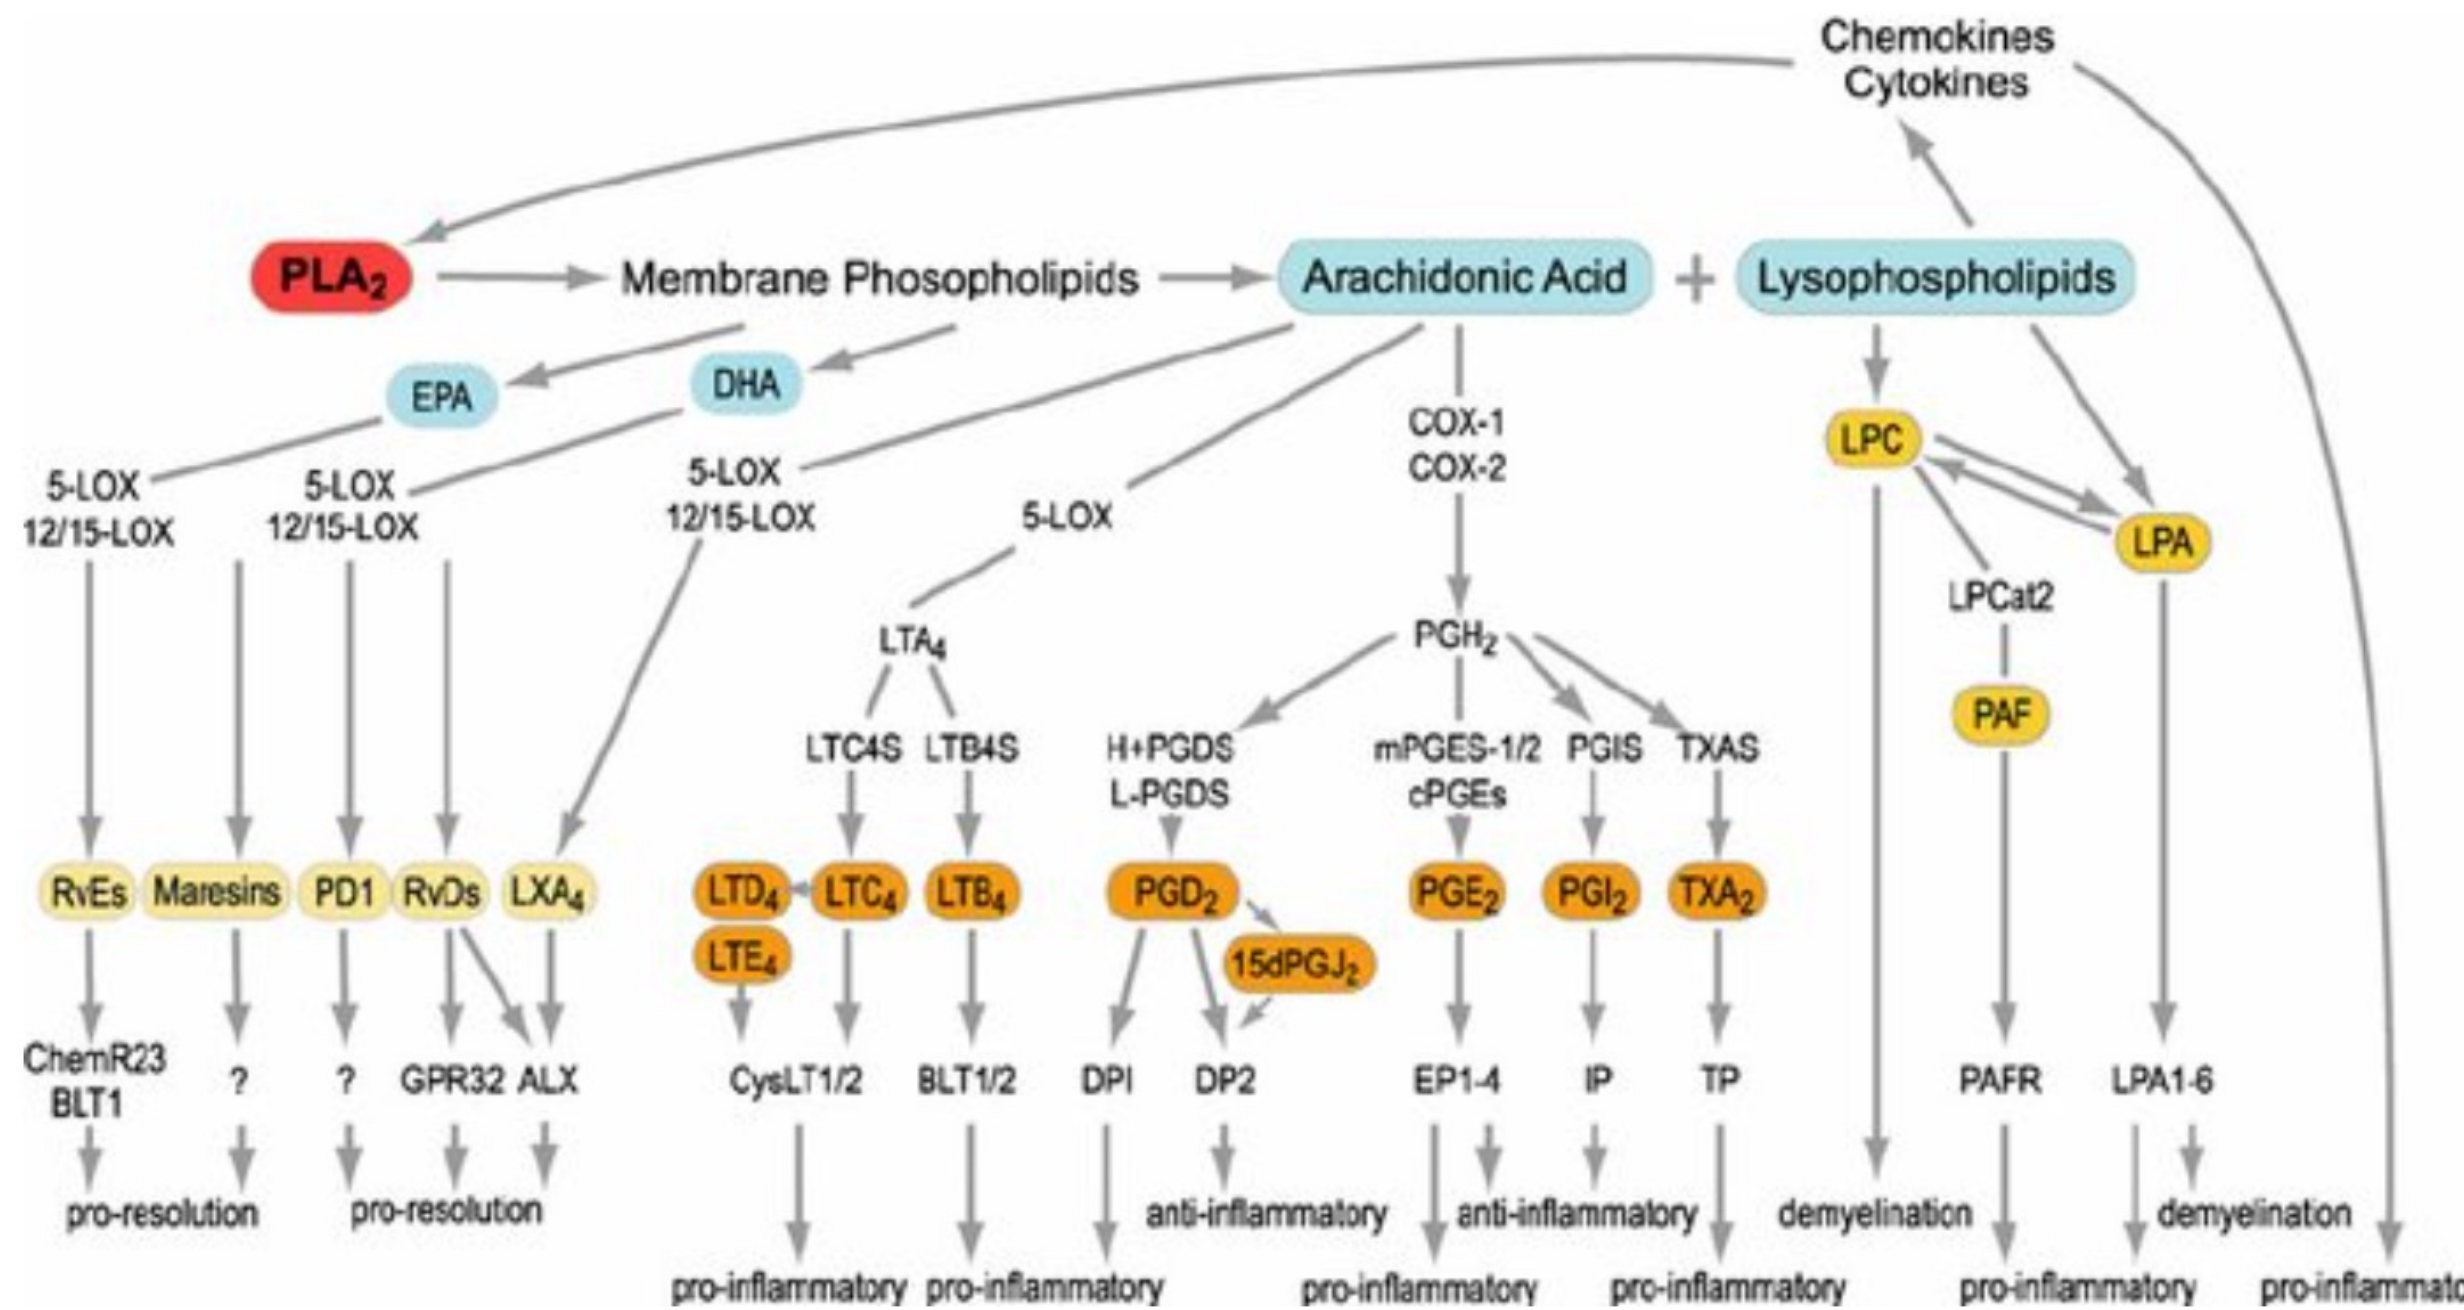 Chemokines
Cytokines
PLA₂
Membrane Phosopholipids
Arachidonic Acid
+
Lysophospholipids
EPA
DHA
5-LOX
12/15-LOX
5-LOX
12/15-LOX
5-LOX
12/15-LOX
5-LOX
COX-1
COX-2
LPC
LPA
LPCat2
PAF
LTA₄
PGH₂
LTC4S
LTB4S
H+PGDS
L-PGDS
mPGES-1/2
cPGEs
PGIS
TXAS
RvEs
Maresins
PD1
RvDs
LXA₄
LTD₄
LTC₄
LTB₄
LTE₄
PGD₂
15dPGJ₂
PGE₂
PGI₂
TXA₂
ChemR23
BLT1
?
?
GPR32
ALX
CysLT1/2
BLT1/2
DPI
DP2
EP1-4
IP
TP
PAFR
LPA1-6
pro-resolution
pro-resolution
anti-inflammatory
anti-inflammatory
demyelination
demyelination
pro-inflammatory
pro-inflammatory
pro-inflammatory
pro-inflammatory
pro-inflammatory
pro-inflammat